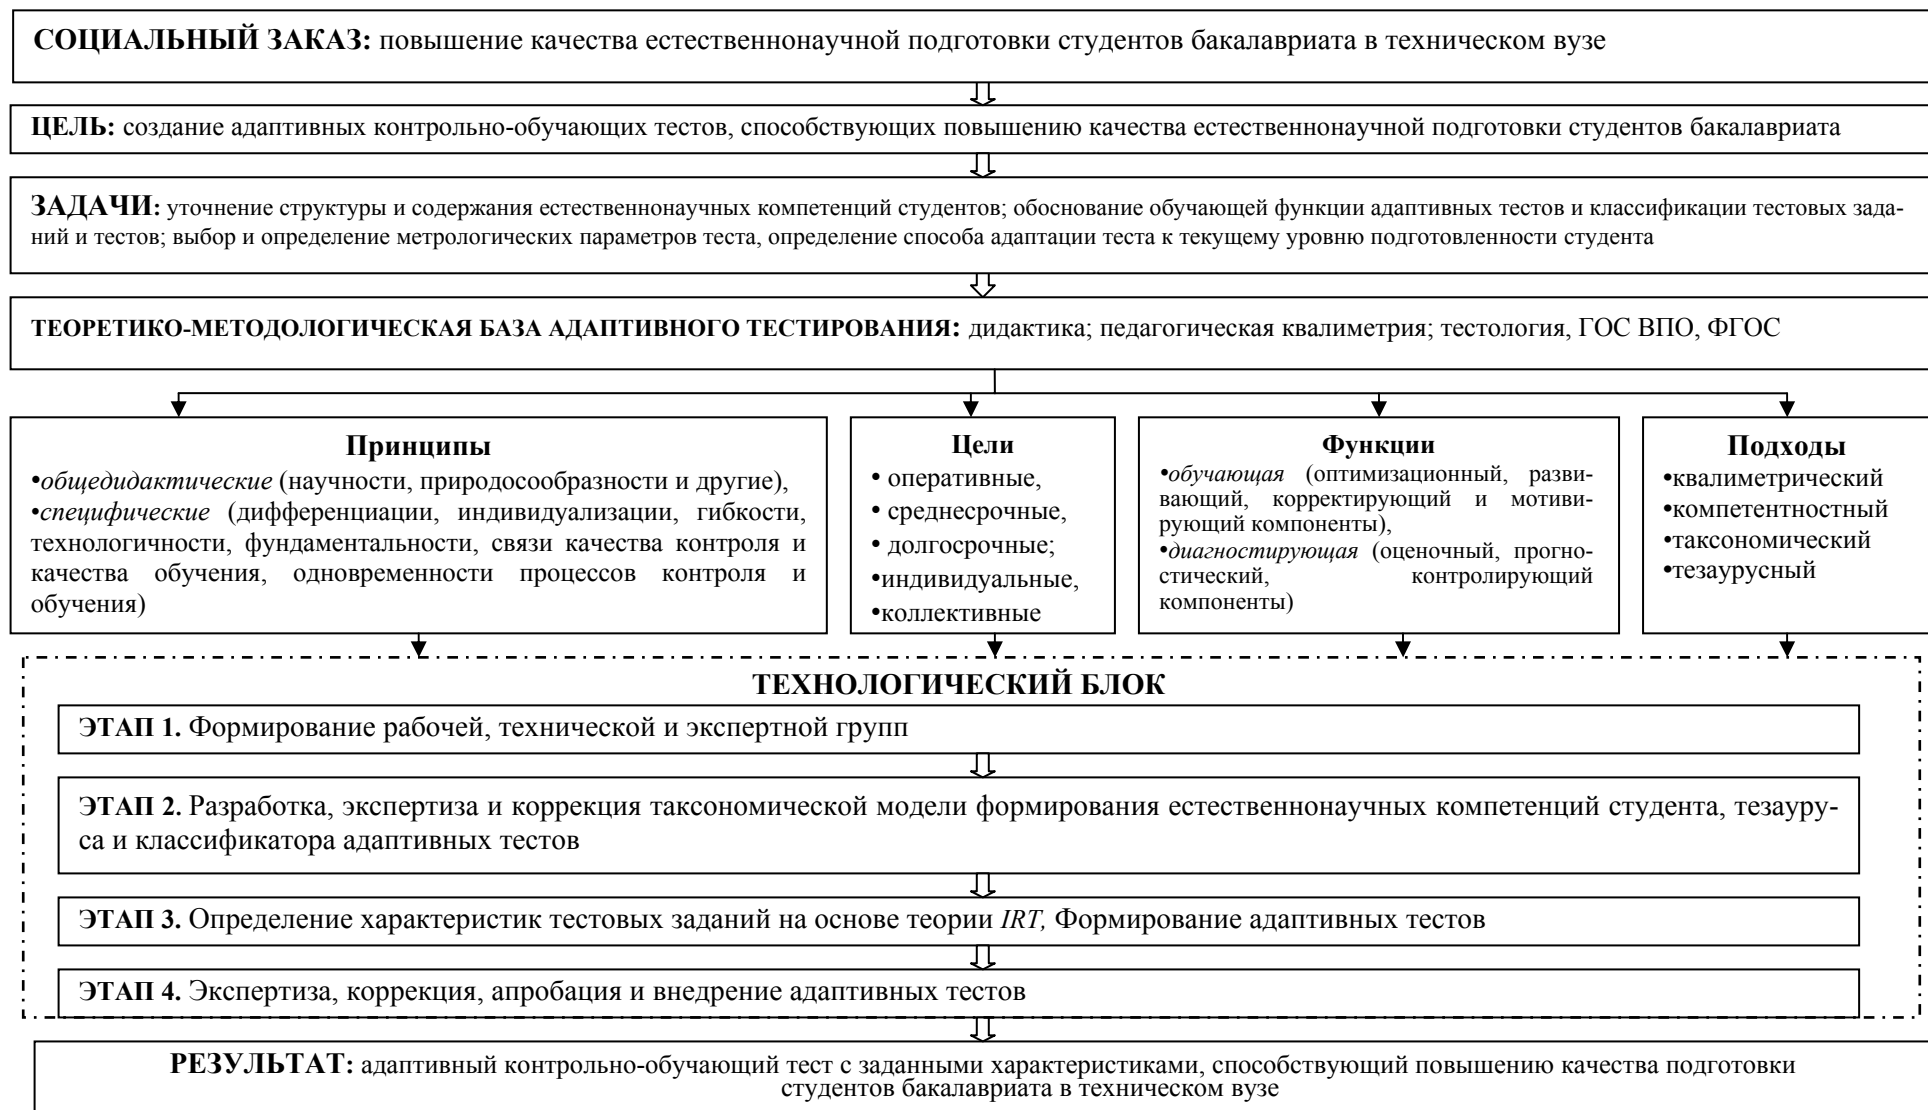 СОЦИАЛЬНЫЙ ЗАКАЗ: повышение качества естественнонаучной подготовки студентов бакалавриата в техническом вузе
ЦЕЛЬ: создание адаптивных контрольно-обучающих тестов, способствующих повышению качества естественнонаучной подготовки студентов бакалавриата
ЗАДАЧИ: уточнение структуры и содержания естественнонаучных компетенций студентов; обоснование обучающей функции адаптивных тестов и классификации тестовых зада-
ний и тестов; выбор и определение метрологических параметров теста, определение способа адаптации теста к текущему уровню подготовленности студента
ТЕОРЕТИКО-МЕТОДОЛОГИЧЕСКАЯ БАЗА АДАПТИВНОГО ТЕСТИРОВАНИЯ: дидактика; педагогическая квалиметрия; тестология, ГОС ВПО, ФГОС
Принципы
•общедидактические (научности, природосообразности и другие),
•специфические (дифференциации, индивидуализации, гибкости,
технологичности, фундаментальности, связи качества контроля и
качества обучения, одновременности процессов контроля и
обучения)
Цели
• оперативные,
• среднесрочные,
• долгосрочные;
•индивидуальные,
•коллективные
Функции
•обучающая (оптимизационный, разви-
вающий, корректирующий и мотиви-
рующий компоненты),
•диагностирующая (оценочный, прогно-
стический, контролирующий
компоненты)
Подходы
•квалиметрический
•компетентностный
•таксономический
•тезаурусный
ТЕХНОЛОГИЧЕСКИЙ БЛОК
ЭТАП 1. Формирование рабочей, технической и экспертной групп
ЭТАП 2. Разработка, экспертиза и коррекция таксономической модели формирования естественнонаучных компетенций студента, тезауру-
са и классификатора адаптивных тестов
ЭТАП 3. Определение характеристик тестовых заданий на основе теории IRT, Формирование адаптивных тестов
ЭТАП 4. Экспертиза, коррекция, апробация и внедрение адаптивных тестов
РЕЗУЛЬТАТ: адаптивный контрольно-обучающий тест с заданными характеристиками, способствующий повышению качества подготовки
студентов бакалавриата в техническом вузе